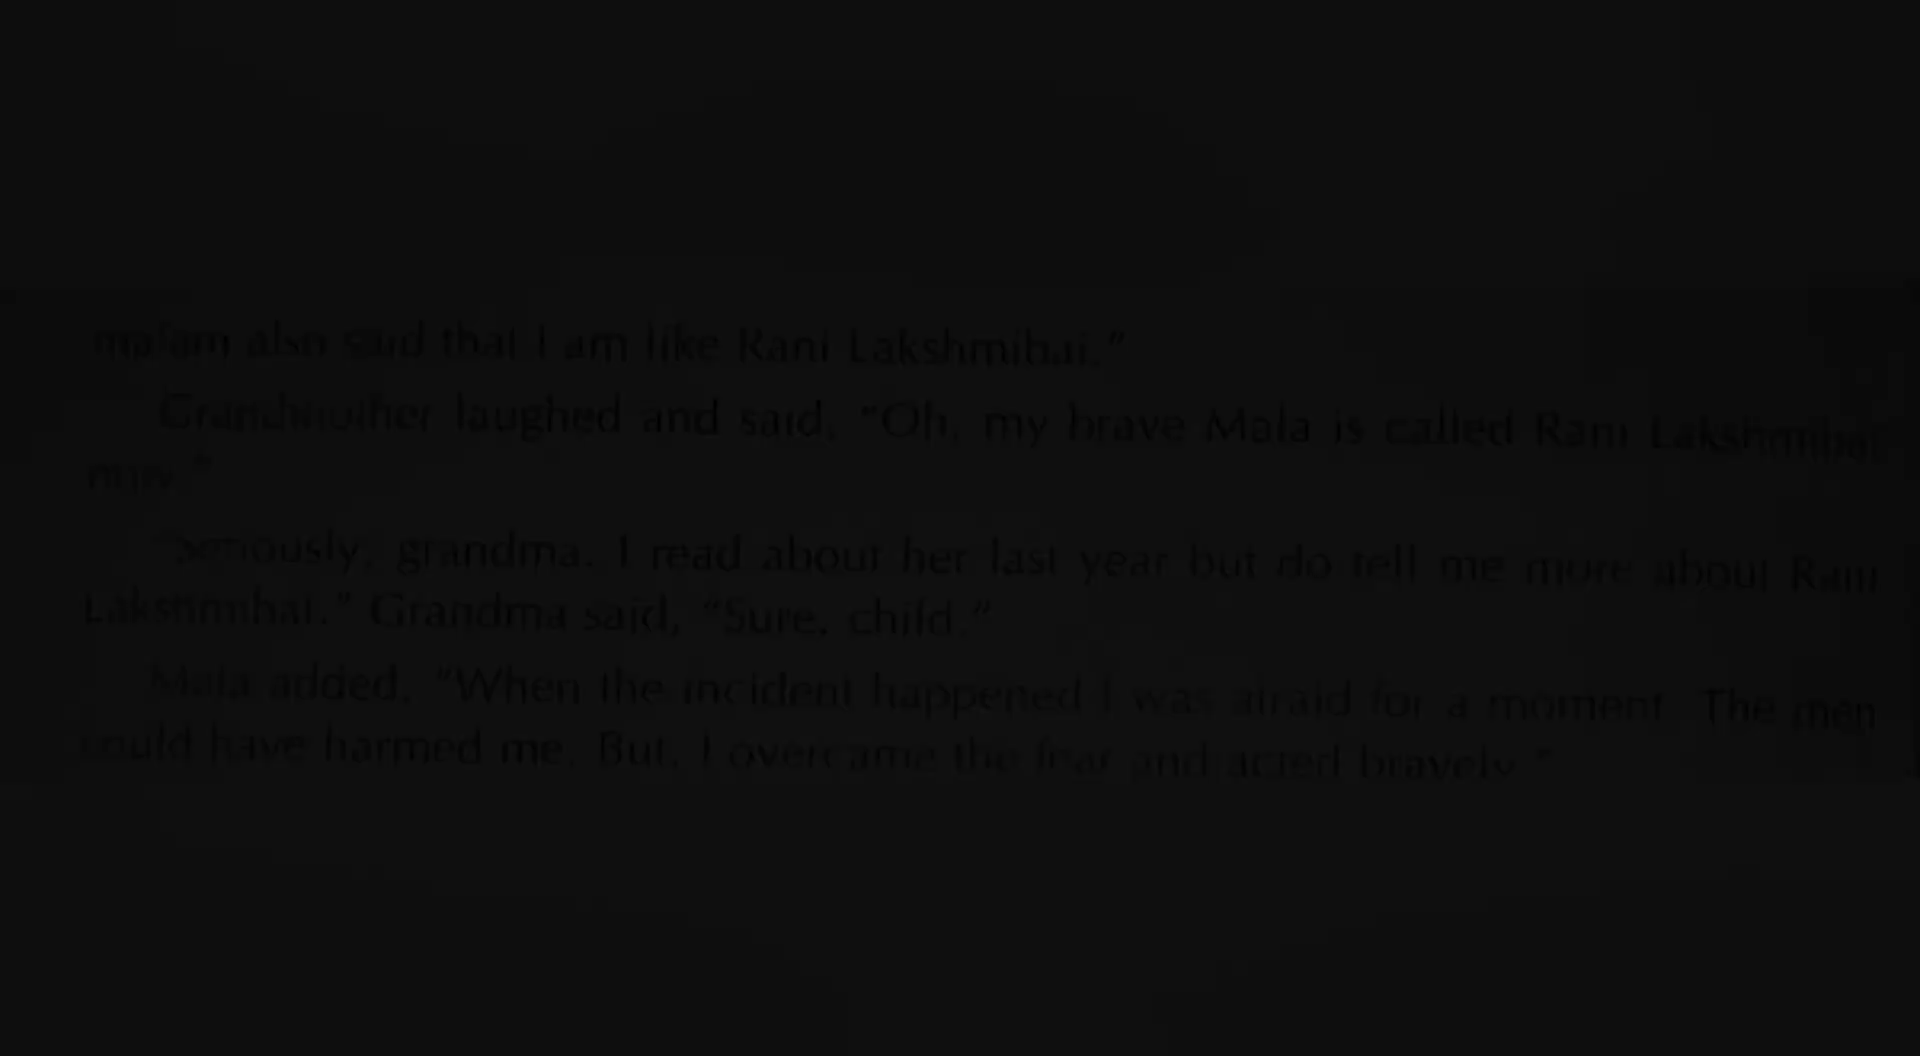 madam also said that I am like Rani Lakshmibai."
Grandmother laughed and said, "Oh, my brave Mala is called Rani Lakshmibai
now."
"Seriously, grandma. I read about her last year but do tell me more about Rani
Lakshmibai." Grandma said, "Sure, child."
Mala added, "When the incident happened I was afraid for a moment. The men
could have harmed me. But, I overcame the fear and acted bravely."